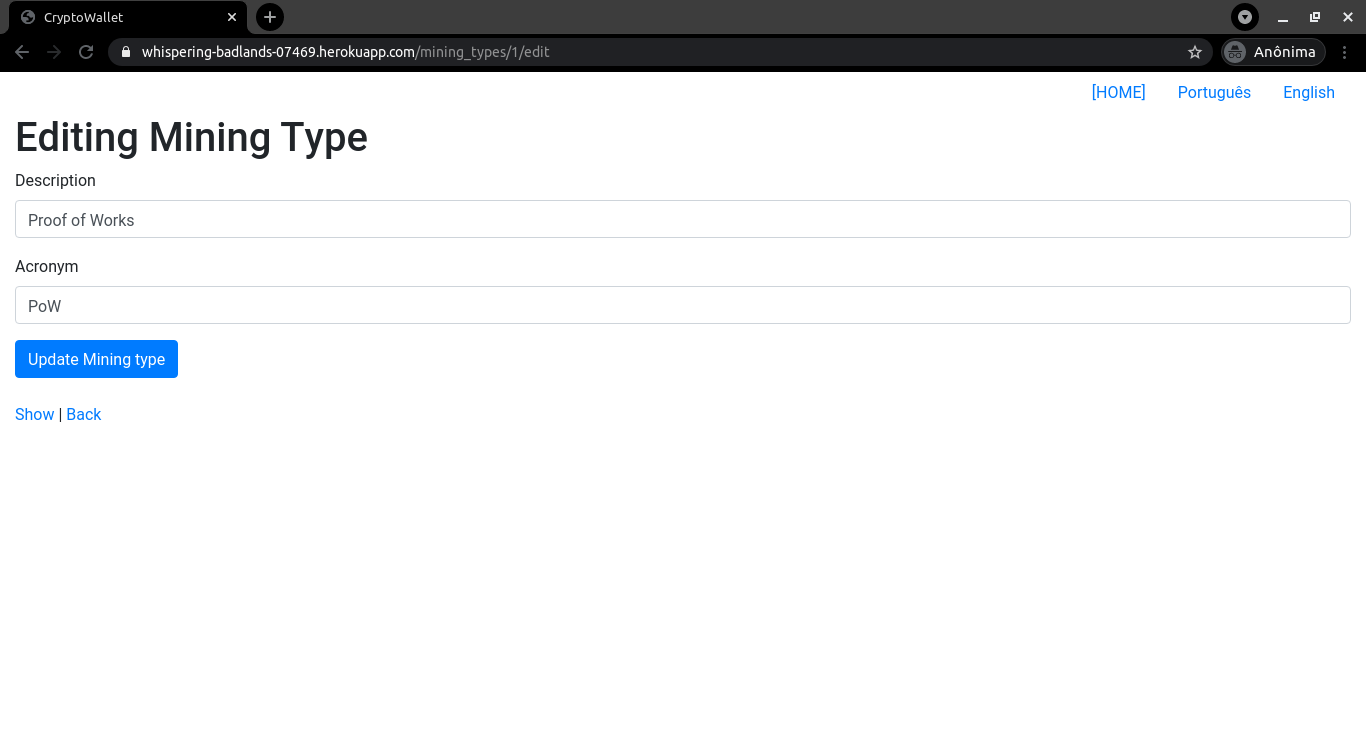 CryptoWallet
whispering-badlands-07469.herokuapp.com/mining_types/1/edit
Anônima
[HOME] Português English
Editing Mining Type
Description
Proof of Works
Acronym
PoW
Update Mining type
Show | Back